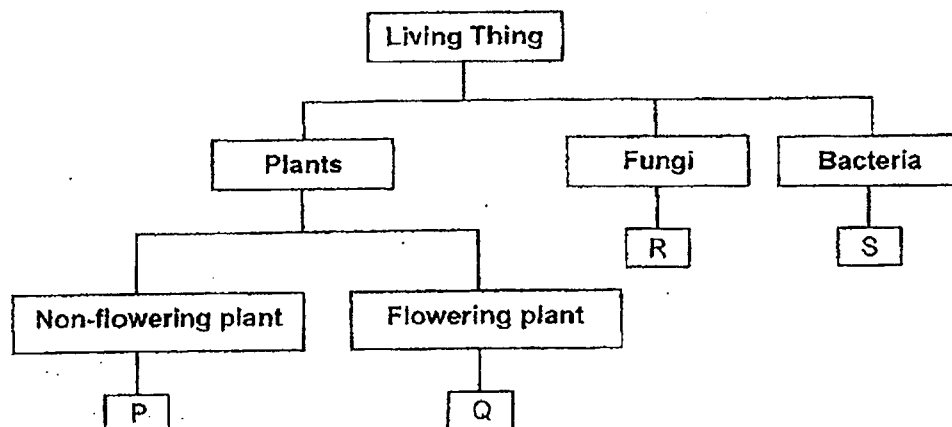 Living Thing
Plants
Fungi
Bacteria
R
S
Non-flowering plant
Flowering plant
P
Q